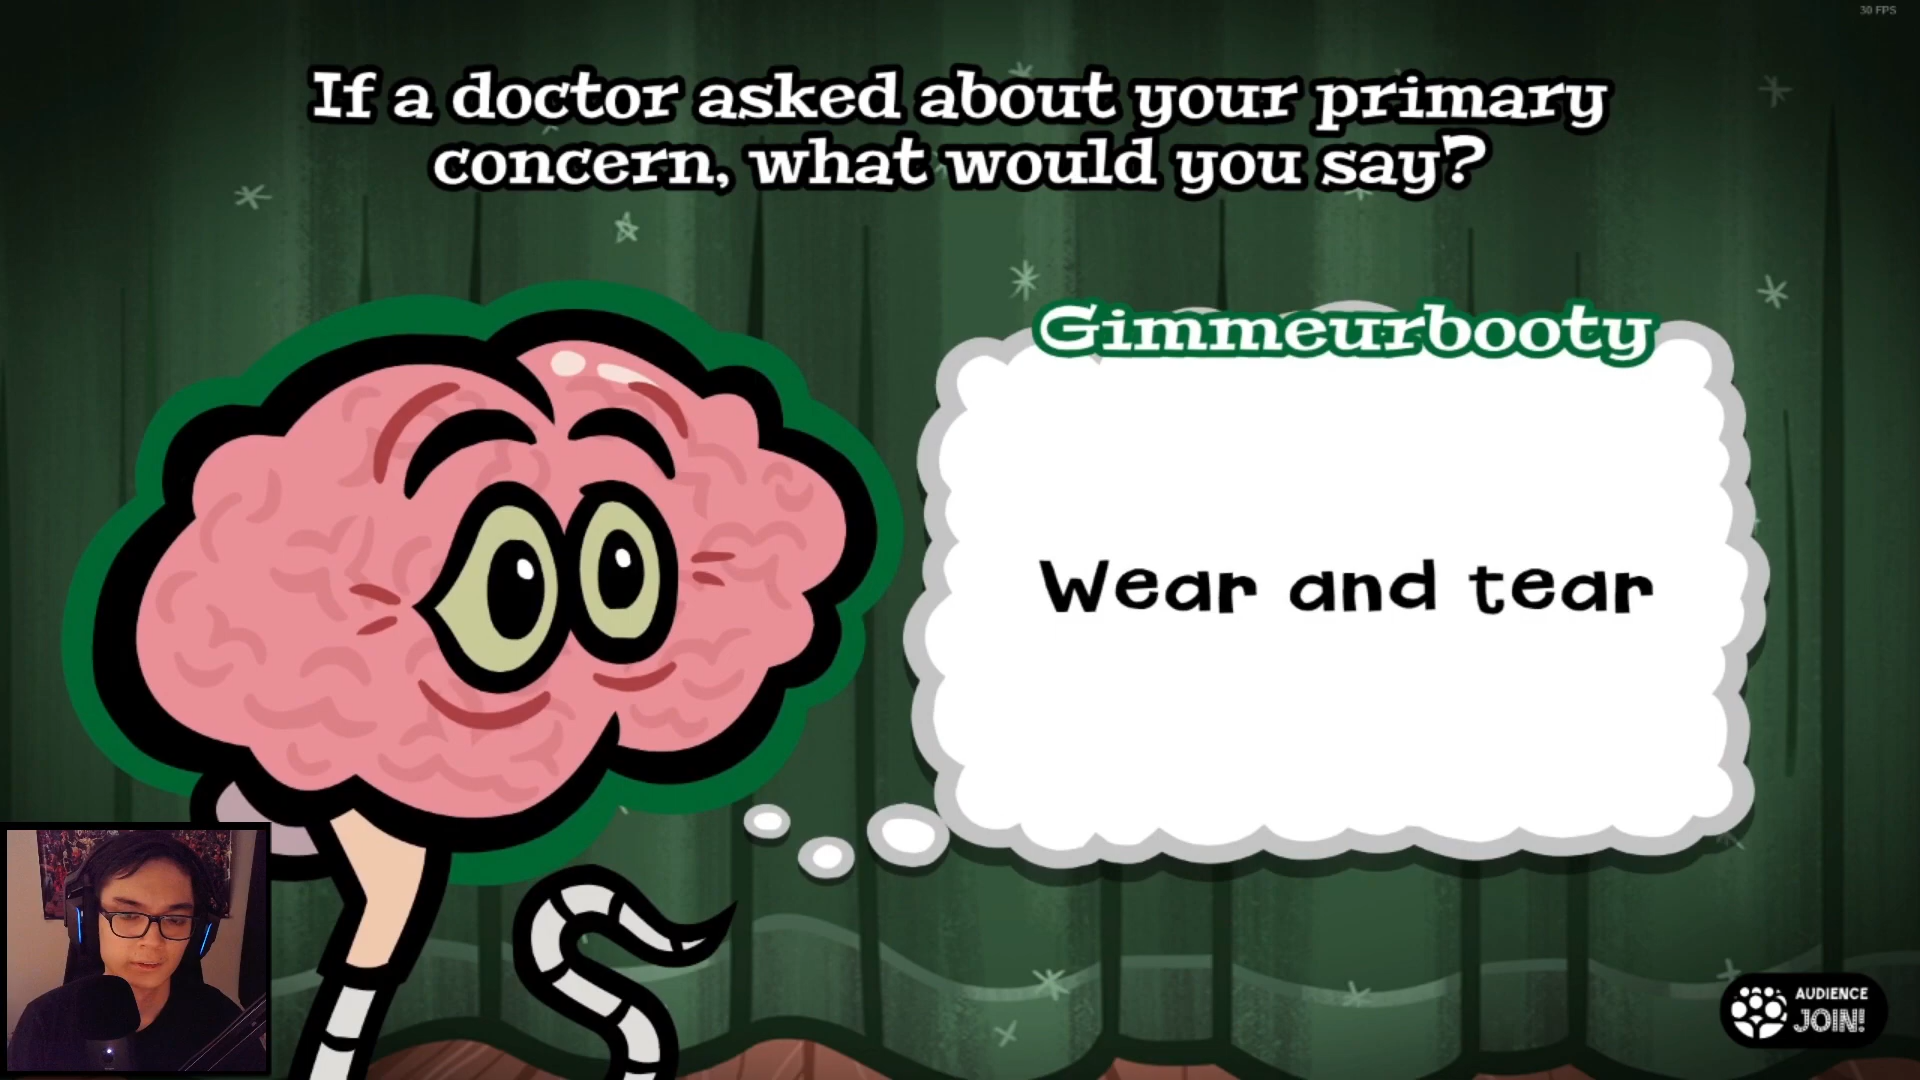 30 FPS
If a doctor asked about your primary
concern, what would you say?
Gimmeurbooty
Wear and tear
AUDIENCE
JOIN!